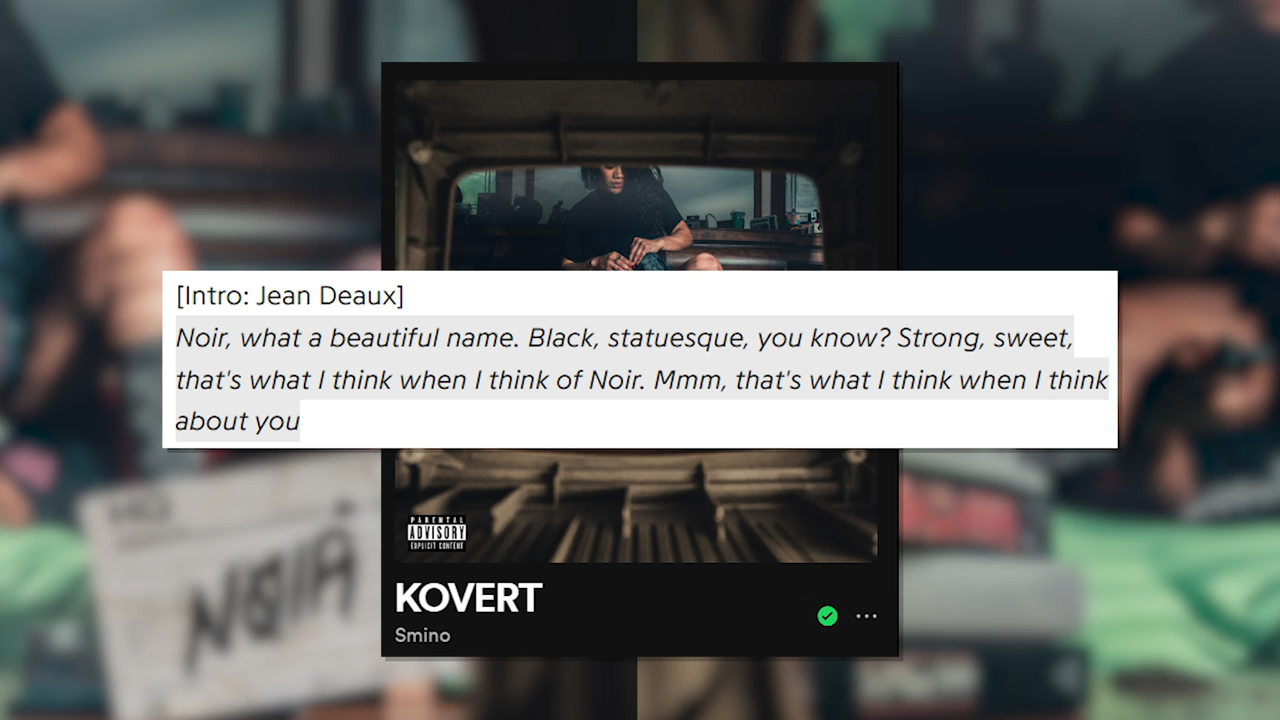 [Intro: Jean Deaux]
Noir, what a beautiful name. Black, statuesque, you know? Strong, sweet,
that's what I think when I think of Noir. Mmm, that's what I think when I think
about you
PARENTAL
ADVISORY
EXPLICIT CONTENT
KOVERT
Smino
NØIR